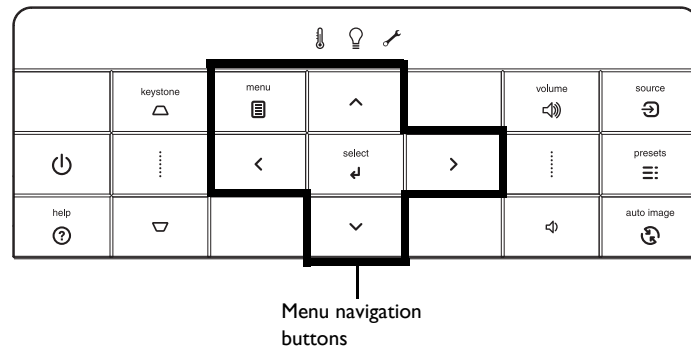 keystone
menu
volume
source
select
presets
help
auto image
Menu navigation
buttons